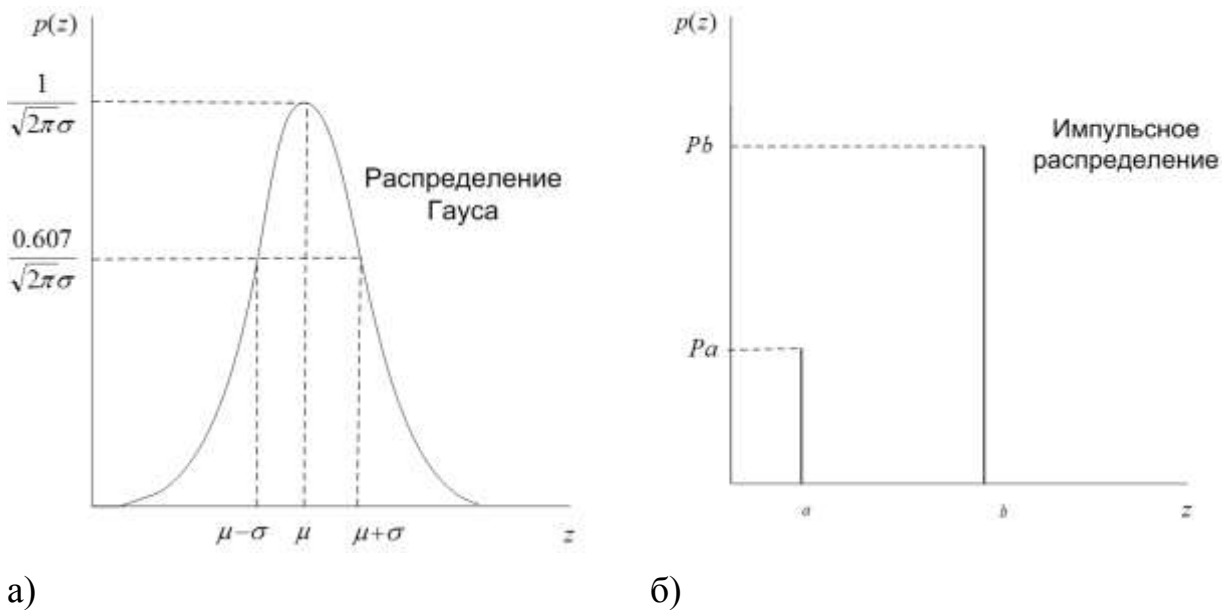 p(z)
1
√2πσ
0.607
√2πσ
Распределение
Гауса
μ−σ μ μ+σ z
а)
p(z)
Pb
Pa
Импульсное
распределение
a b z
б)